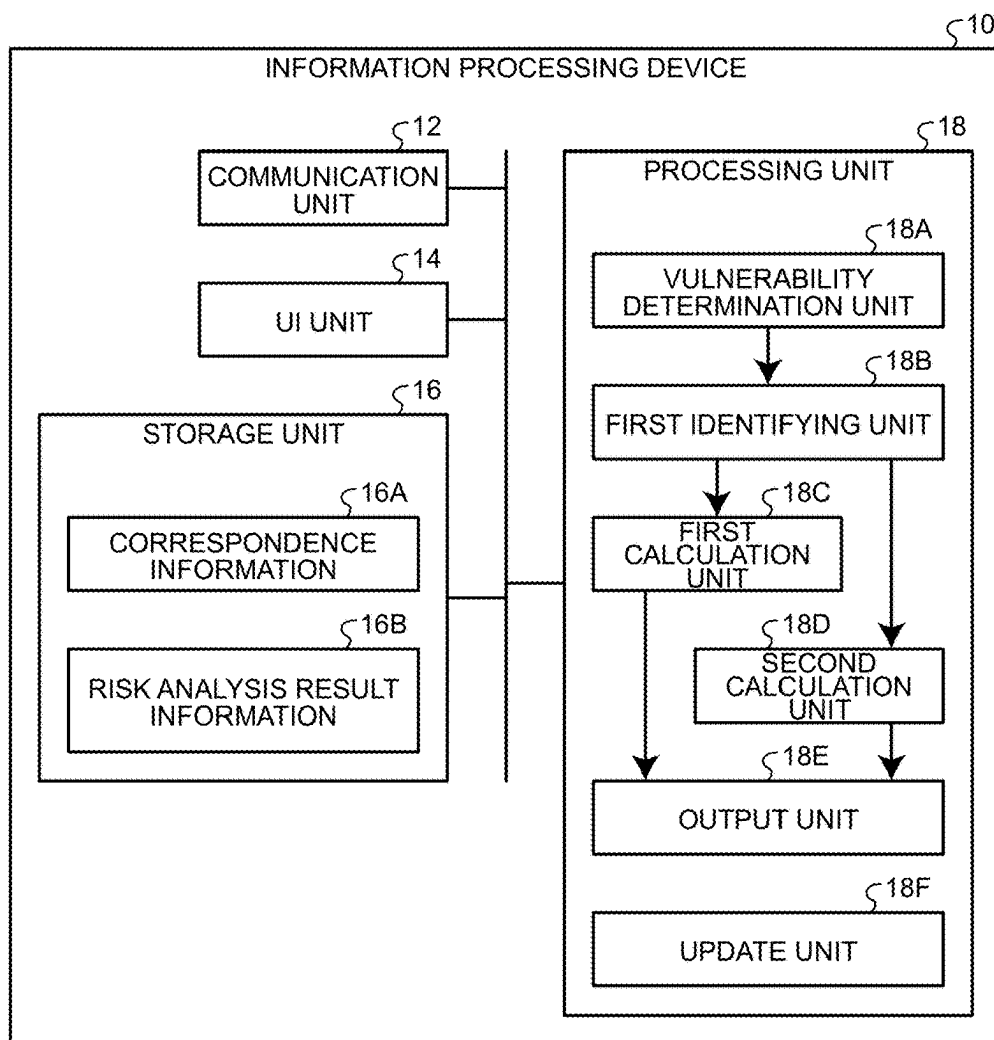 10
INFORMATION PROCESSING DEVICE
12
COMMUNICATION
UNIT
14
UI UNIT
16
STORAGE UNIT
16A
CORRESPONDENCE
INFORMATION
16B
RISK ANALYSIS RESULT
INFORMATION
18
PROCESSING UNIT
18A
VULNERABILITY
DETERMINATION UNIT
18B
FIRST IDENTIFYING UNIT
18C
FIRST
CALCULATION
UNIT
18D
SECOND
CALCULATION
UNIT
18E
OUTPUT UNIT
18F
UPDATE UNIT